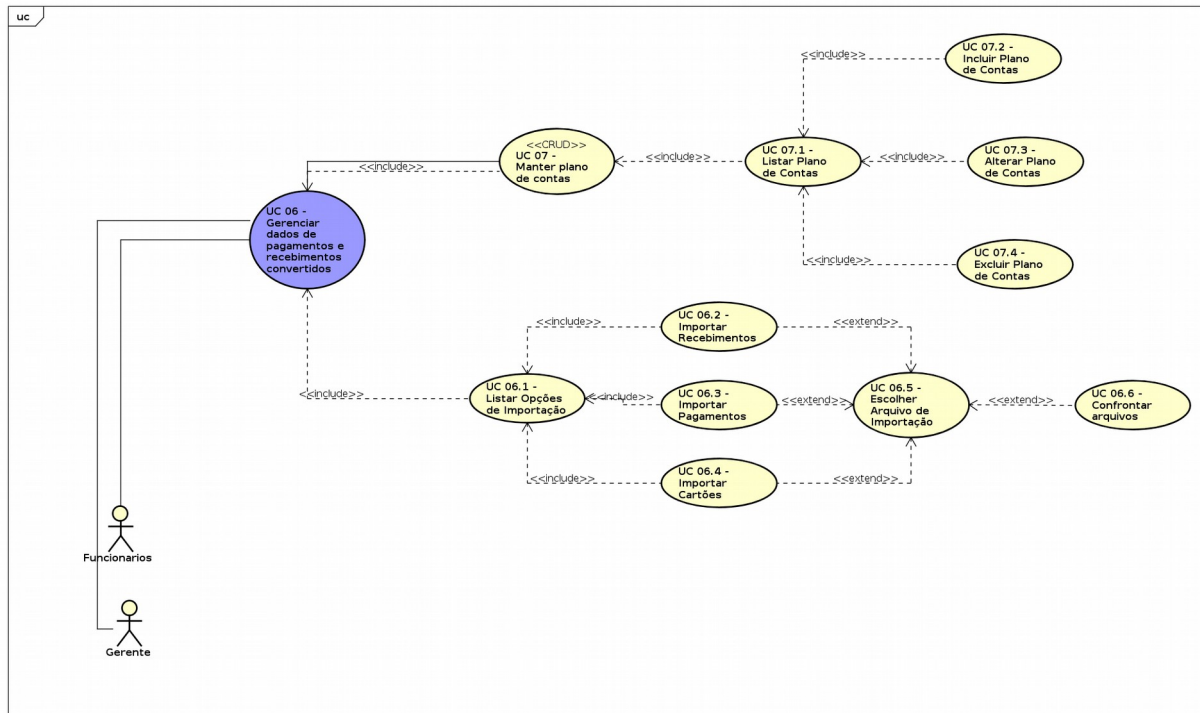 uc
UC 07.2 -
Incluir Plano
de Contas
<<include>>
<<CRUD>>
UC 07 -
Manter plano
de contas
<<include>>
<<include>>
UC 07.1 -
Listar Plano
de Contas
<<include>>
UC 07.3 -
Alterar Plano
de Contas
UC 06 -
Gerenciar
dados de
pagamentos e
recebimentos
convertidos
<<include>>
UC 07.4 -
Excluir Plano
de Contas
UC 06.2 -
Importar
Recebimentos
<<include>>
<<extend>>
<<include>>
UC 06.1 -
Listar Opções
de Importação
<<include>>
UC 06.3 -
Importar
Pagamentos
<<extend>>
UC 06.5 -
Escolher
Arquivo de
Importação
<<extend>>
UC 06.6 -
Confrontar
arquivos
<<include>>
UC 06.4 -
Importar
Cartões
<<extend>>
Funcionarios
Gerente